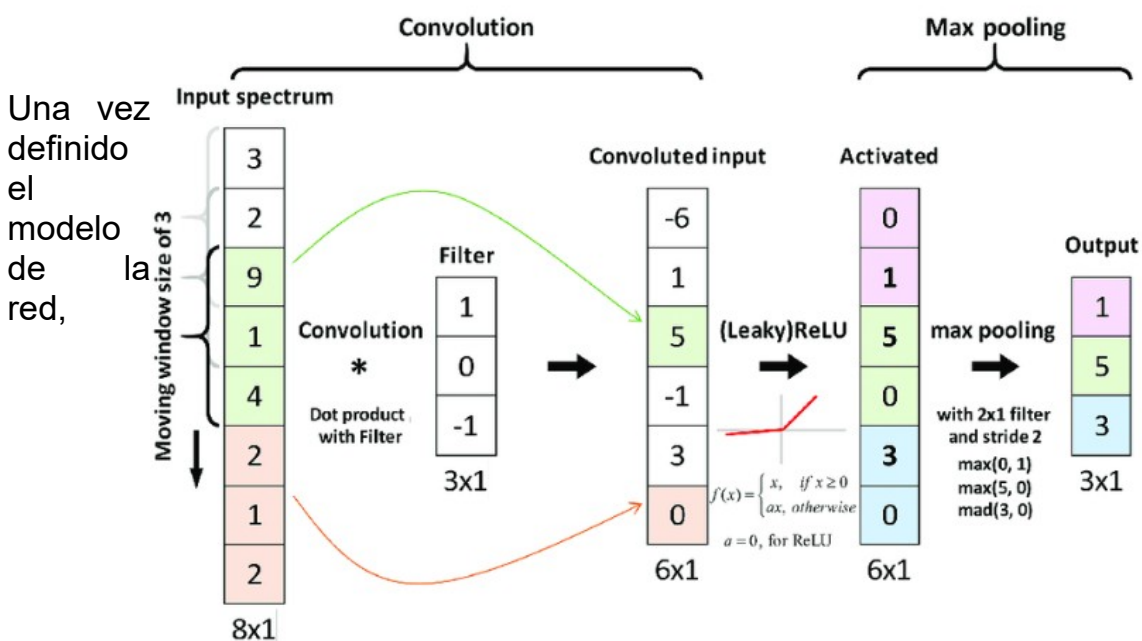 Convolution
Max pooling
Una vez
definido
el
modelo
de la
red,
Input spectrum
Moving window size of 3
3
2
9
1
4
2
1
2
8x1
Convolution
*
Dot product
with Filter
Filter
1
0
-1
3x1
Convoluted input
-6
1
5
-1
3
0
6x1
(Leaky)ReLU
f(x)= { x, if x ≥ 0
ax, otherwise
a = 0, for ReLU
Activated
0
1
5
0
3
0
6x1
max pooling
with 2x1 filter
and stride 2
max(0, 1)
max(5, 0)
mad(3, 0)
Output
1
5
3
3x1